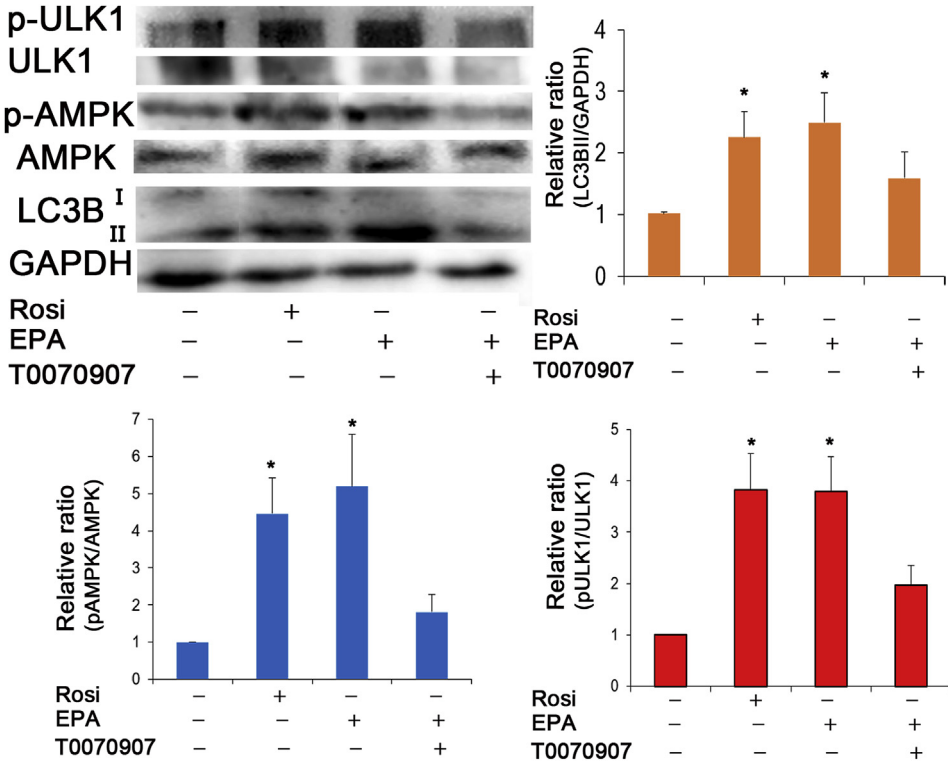 p-ULK1
ULK1
p-AMPK
AMPK
LC3B I
II
GAPDH
Rosi – + – –
EPA – – + +
T0070907 – – – +
Relative ratio
(LC3BII/GAPDH)
4
3
2
1
0
* *
Rosi – + – –
EPA – – + +
T0070907 – – – +
Relative ratio
(pAMPK/AMPK)
7
6
5
4
3
2
1
0
* *
Rosi – + – –
EPA – – + +
T0070907 – – – +
Relative ratio
(pULK1/ULK1)
5
4
3
2
1
0
* *
Rosi – + – –
EPA – – + +
T0070907 – – – +